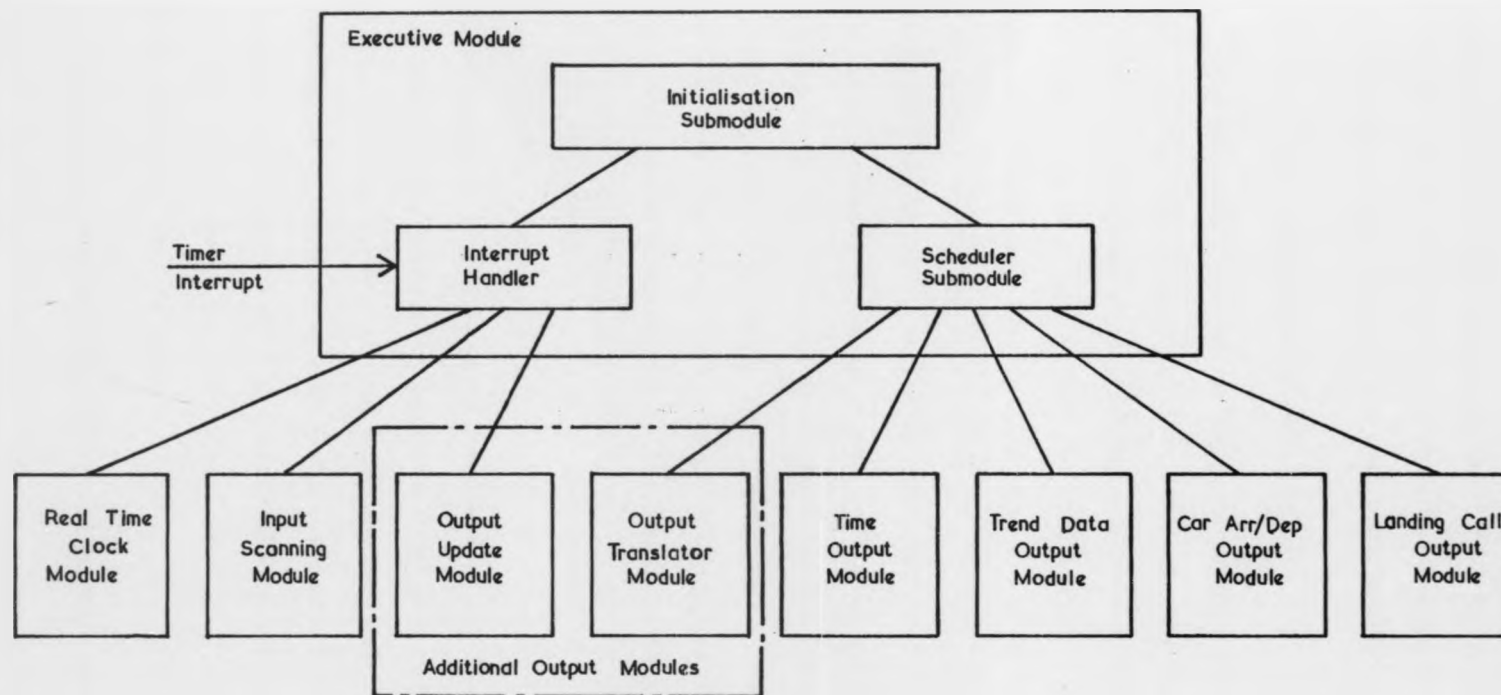 Executive Module
Initialisation
Submodule
Timer
Interrupt
Interrupt
Handler
Scheduler
Submodule
Real Time
Clock
Module
Input
Scanning
Module
Output
Update
Module
Output
Translator
Module
Time
Output
Module
Trend Data
Output
Module
Car Arr/Dep
Output
Module
Landing Call
Output
Module
Additional Output Modules